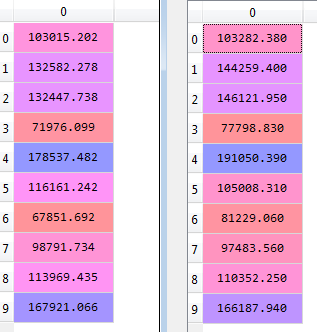 0 0
0 103015.202 0 103282.380
1 132582.278 1 144259.400
2 132447.738 2 146121.950
3 71976.099 3 77798.830
4 178537.482 4 191050.390
5 116161.242 5 105008.310
6 67851.692 6 81229.060
7 98791.734 7 97483.560
8 113969.435 8 110352.250
9 167921.066 9 166187.940